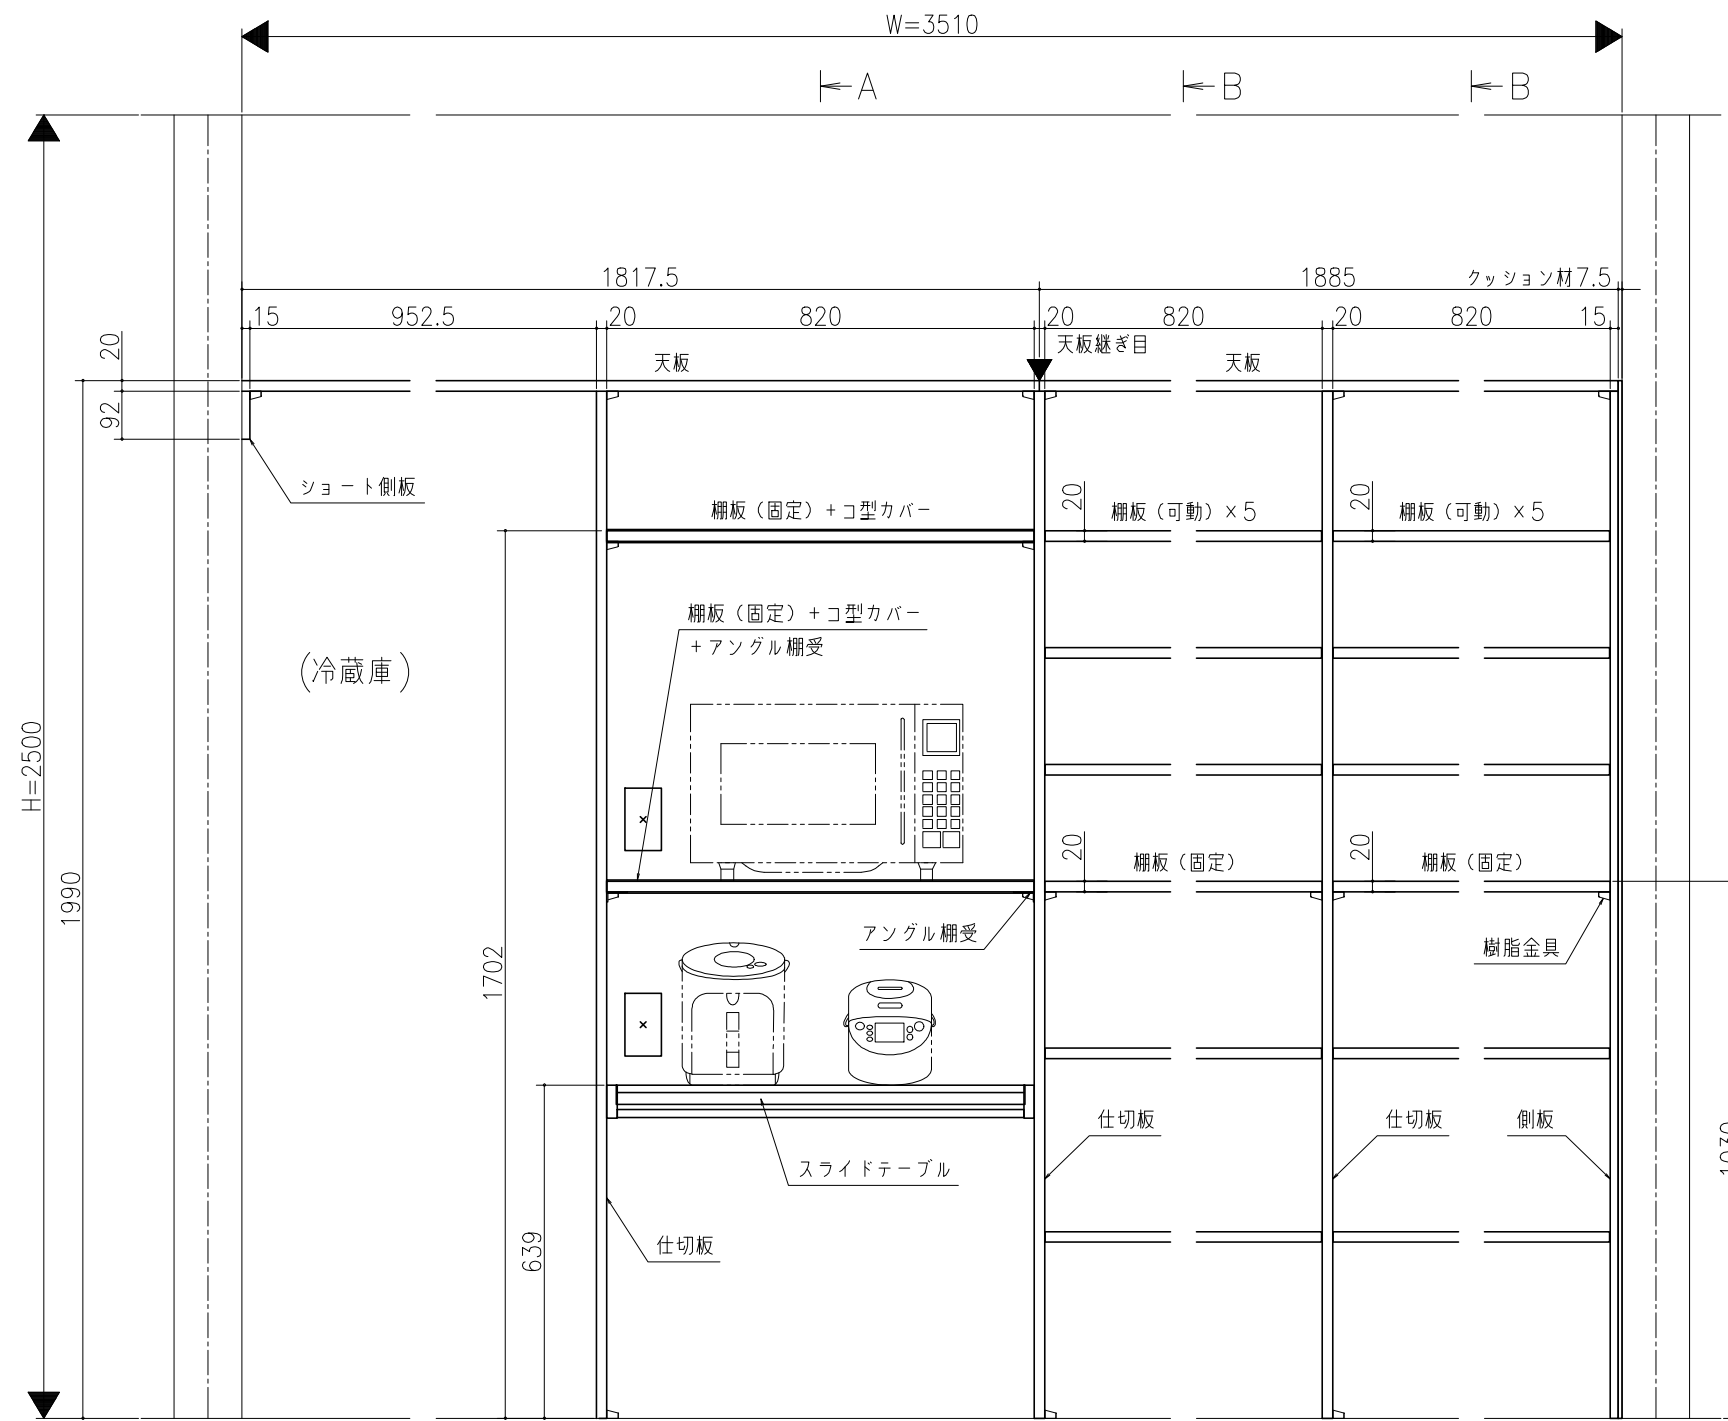 W=3510
A
B
B
1817.5
1885
クッション材7.5
15
952.5
20
820
20
820
20
820
15
20
天板
天板継ぎ目
天板
92
ショート側板
棚板（固定）+コ型カバー
20
棚板（可動）×5
20
棚板（可動）×5
棚板（固定）+コ型カバー
+アングル棚受
(冷蔵庫)
H=2500
1990
1702
20
棚板（固定）
20
棚板（固定）
アングル棚受
樹脂金具
639
スライドテーブル
仕切板
仕切板
仕切板
側板